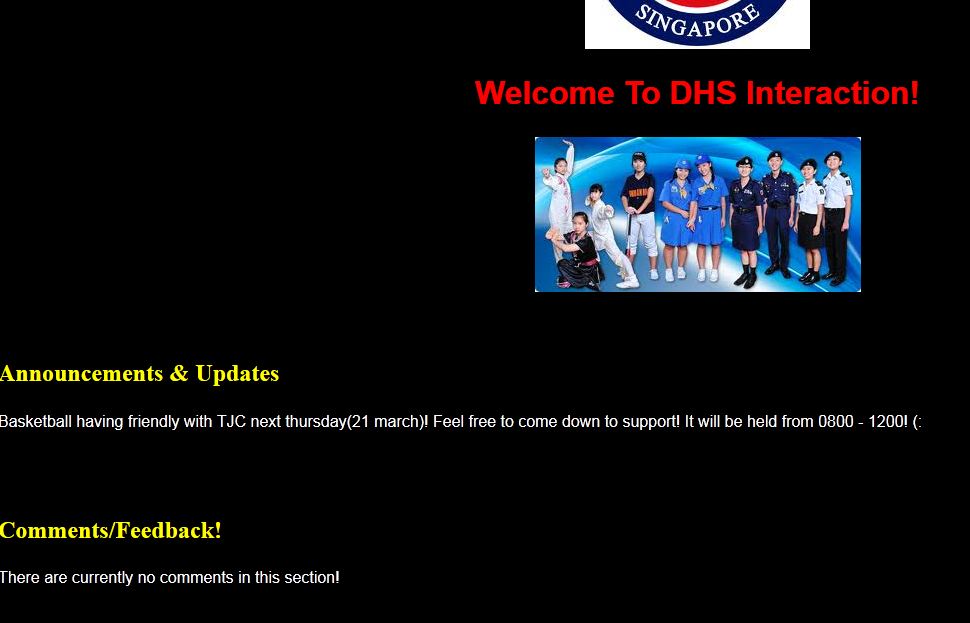 SINGAPORE
Welcome To DHS Interaction!
Announcements & Updates
Basketball having friendly with TJC next thursday(21 march)! Feel free to come down to support! It will be held from 0800 - 1200! (:
Comments/Feedback!
There are currently no comments in this section!